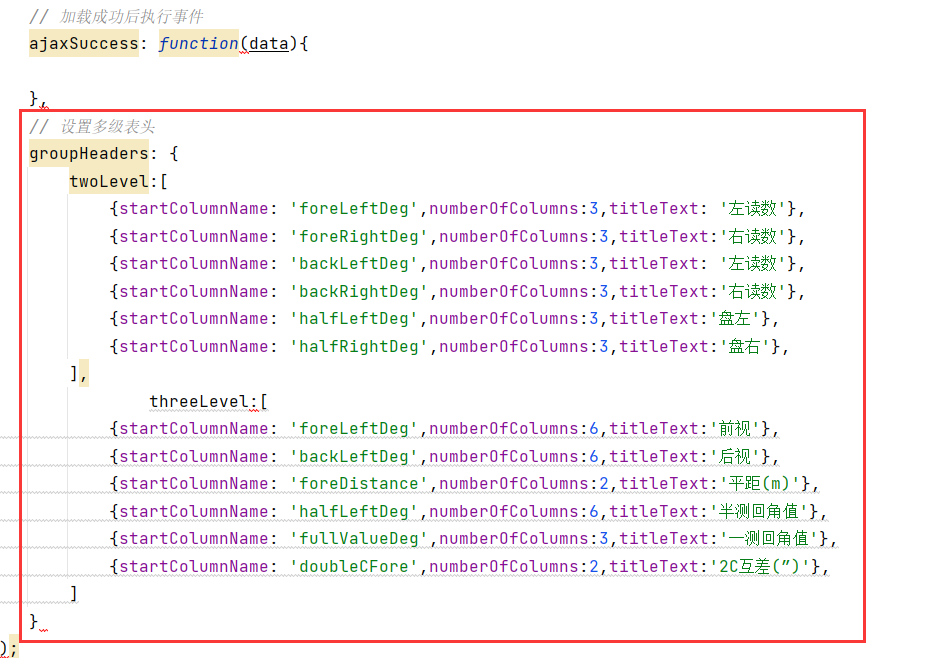 // 加载成功后执行事件
ajaxSuccess: function(data){
},
// 设置多级表头
groupHeaders: {
twoLevel:[
{startColumnName: 'foreLeftDeg',numberOfColumns:3,titleText: '左读数'},
{startColumnName: 'foreRightDeg',numberOfColumns:3,titleText:'右读数'},
{startColumnName: 'backLeftDeg',numberOfColumns:3,titleText: '左读数'},
{startColumnName: 'backRightDeg',numberOfColumns:3,titleText:'右读数'},
{startColumnName: 'halfLeftDeg',numberOfColumns:3,titleText:'盘左'},
{startColumnName: 'halfRightDeg',numberOfColumns:3,titleText:'盘右'},
],
threeLevel:[
{startColumnName: 'foreLeftDeg',numberOfColumns:6,titleText:'前视'},
{startColumnName: 'backLeftDeg',numberOfColumns:6,titleText:'后视'},
{startColumnName: 'foreDistance',numberOfColumns:2,titleText:'平距(m)'},
{startColumnName: 'halfLeftDeg',numberOfColumns:6,titleText:'半测回角值'},
{startColumnName: 'fullValueDeg',numberOfColumns:3,titleText:'一测回角值'},
{startColumnName: 'doubleCFore',numberOfColumns:2,titleText:'2C互差(″)'},
]
}
);